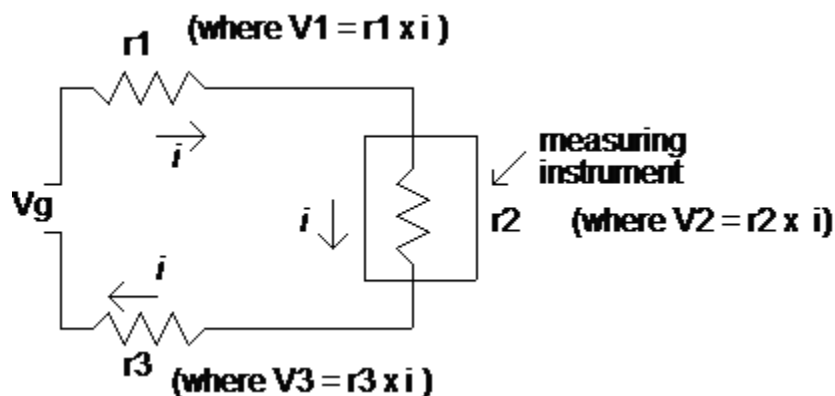 (where V1 = r1 x i )
r1
i
measuring
instrument
Vg
i
r2
(where V2 = r2 x i)
i
r3
(where V3 = r3 x i )